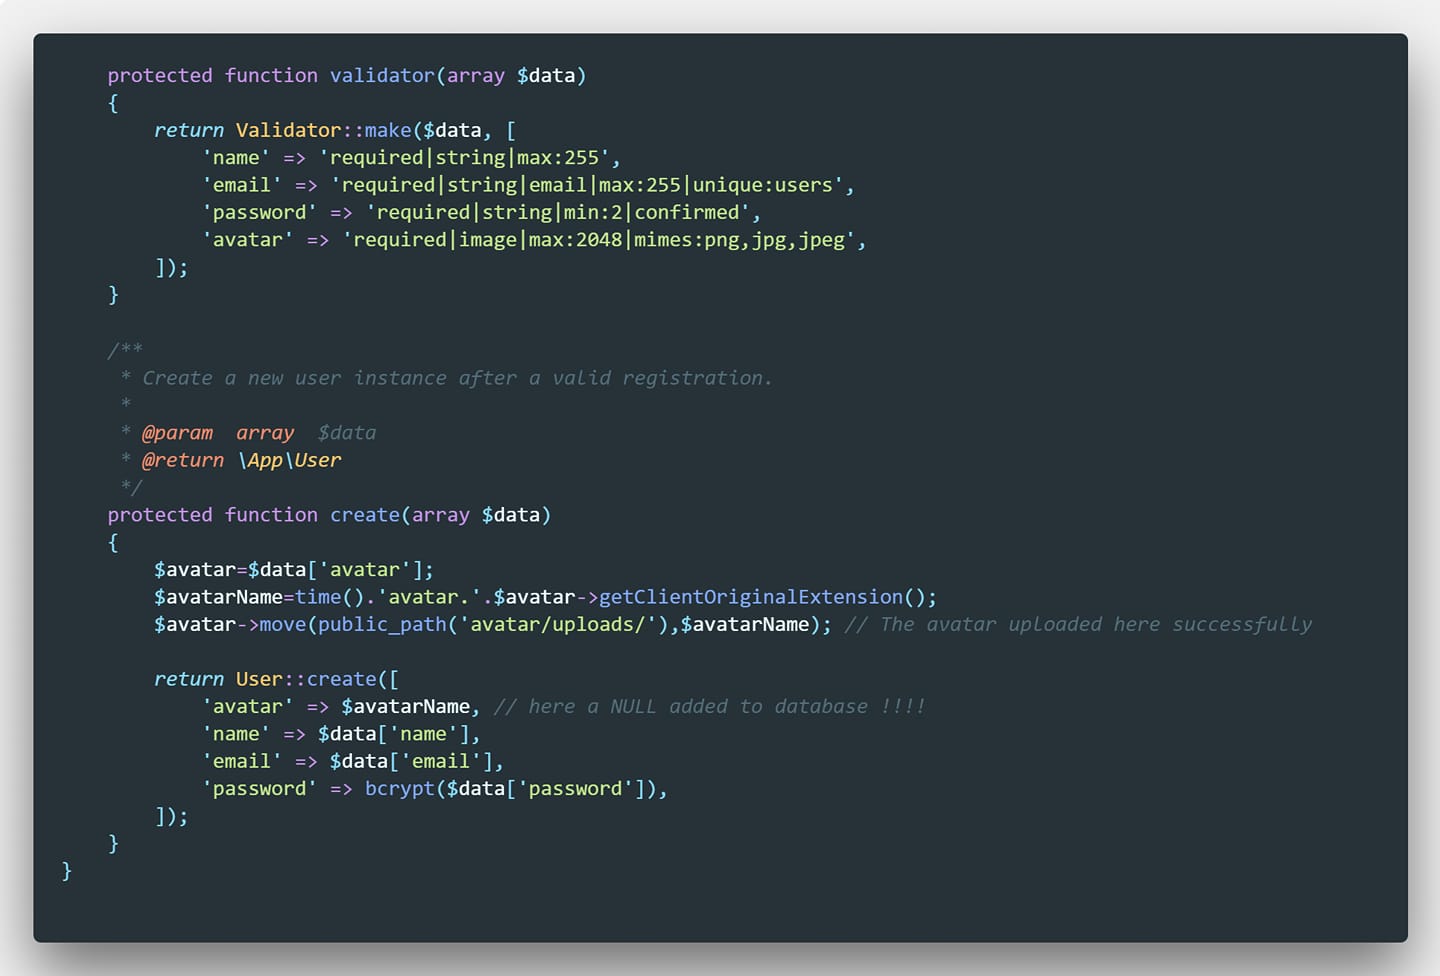 protected function validator(array $data)
{
return Validator::make($data, [
'name' => 'required|string|max:255',
'email' => 'required|string|email|max:255|unique:users',
'password' => 'required|string|min:2|confirmed',
'avatar' => 'required|image|max:2048|mimes:png,jpg,jpeg',
]);
}
/**
* Create a new user instance after a valid registration.
*
* @param  array  $data
* @return \App\User
*/
protected function create(array $data)
{
$avatar=$data['avatar'];
$avatarName=time().'avatar.'.$avatar->getClientOriginalExtension();
$avatar->move(public_path('avatar/uploads/'),$avatarName); // The avatar uploaded here successfully
return User::create([
'avatar' => $avatarName, // here a NULL added to database !!!!
'name' => $data['name'],
'email' => $data['email'],
'password' => bcrypt($data['password']),
]);
}
}